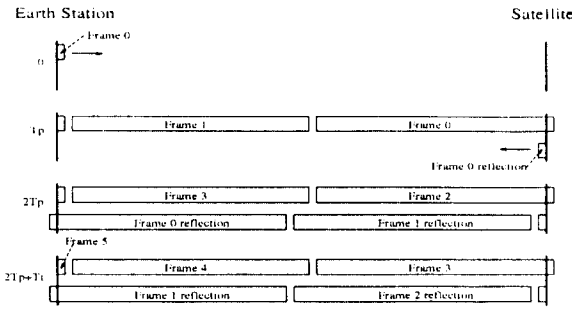 Earth Station Satellite
Frame 0
0
Tp
Frame 1 Frame 0
Frame 0 reflection
2Tp
Frame 3 Frame 2
Frame 0 reflection Frame 1 reflection
Frame 5
2Tp+Tt
Frame 4 Frame 3
Frame 1 reflection Frame 2 reflection